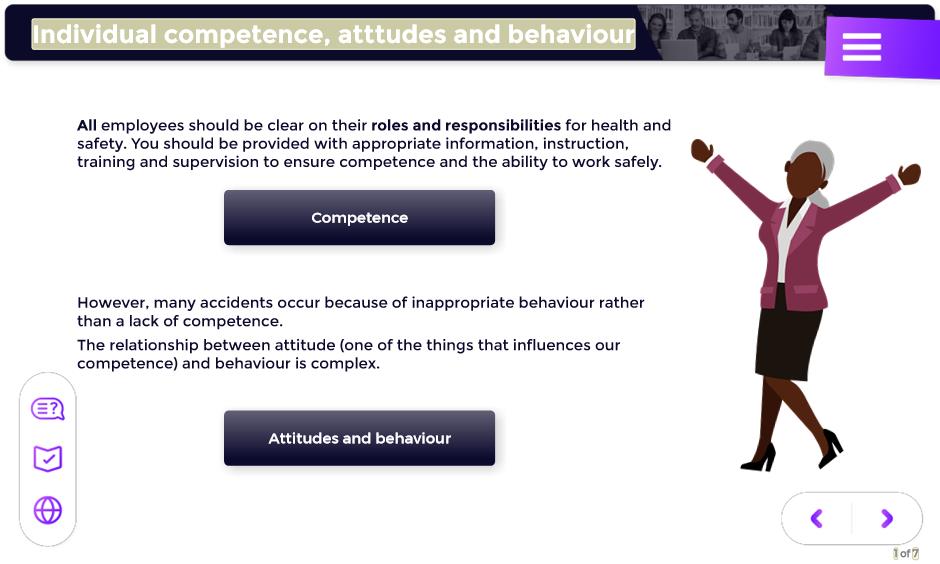 Individual competence, atttudes and behaviour
All employees should be clear on their roles and responsibilities for health and
safety. You should be provided with appropriate information, instruction,
training and supervision to ensure competence and the ability to work safely.
Competence
However, many accidents occur because of inappropriate behaviour rather
than a lack of competence.
The relationship between attitude (one of the things that influences our
competence) and behaviour is complex.
Attitudes and behaviour
1 of 7